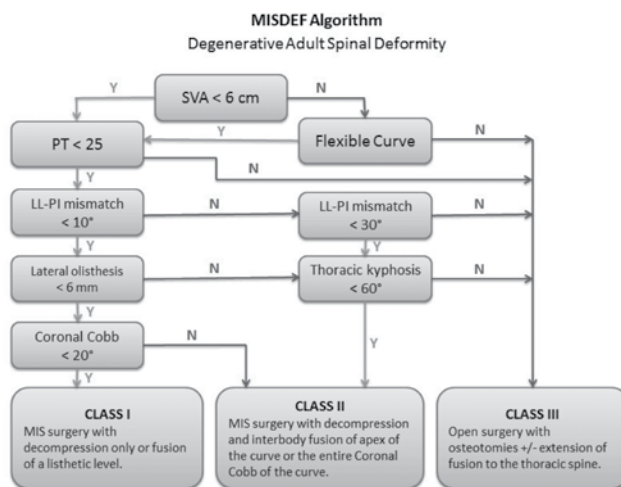 MISDEF Algorithm
Degenerative Adult Spinal Deformity
Y
SVA < 6 cm
N
PT < 25
Y
Flexible Curve
N
N
Y
LL-PI mismatch
< 10°
N
LL-PI mismatch
< 30°
N
Y
Y
Lateral olisthesis
< 6 mm
N
Thoracic kyphosis
< 60°
N
Y
Coronal Cobb
< 20°
N
Y
Y
CLASS I
MIS surgery with
decompression only or fusion
of a listhetic level.
CLASS II
MIS surgery with decompression
and interbody fusion of apex of
the curve or the entire Coronal
Cobb of the curve.
CLASS III
Open surgery with
osteotomies +/- extension of
fusion to the thoracic spine.